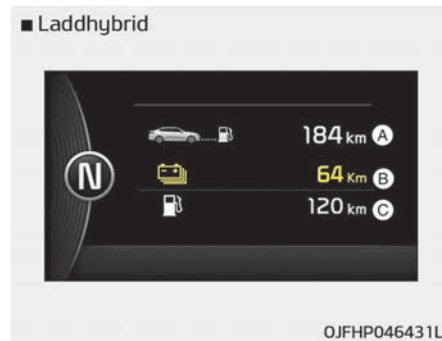 ■ Laddhybrid
184 km A
N
64 Km B
120 km C
OJFHP046431L